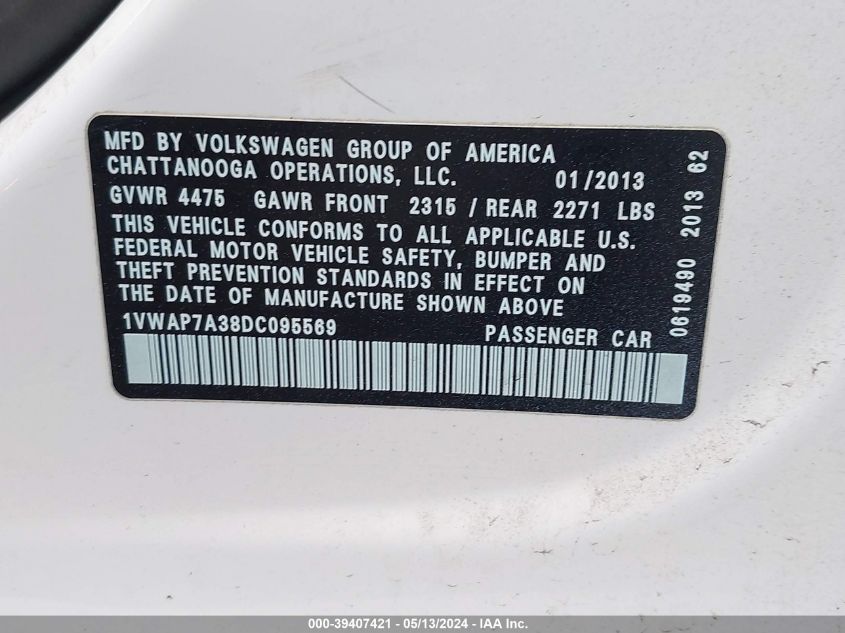 MFD BY VOLKSWAGEN GROUP OF AMERICA
CHATTANOOGA OPERATIONS, LLC. 01/2013
GVWR 4475 GAWR FRONT 2315 / REAR 2271 LBS
THIS VEHICLE CONFORMS TO ALL APPLICABLE U.S.
FEDERAL MOTOR VEHICLE SAFETY, BUMPER AND
THEFT PREVENTION STANDARDS IN EFFECT ON
THE DATE OF MANUFACTURE SHOWN ABOVE
1VWAP7A38DC095569 PASSENGER CAR
0619490 2013 62
000-39407421 - 05/13/2024 - IAA Inc.